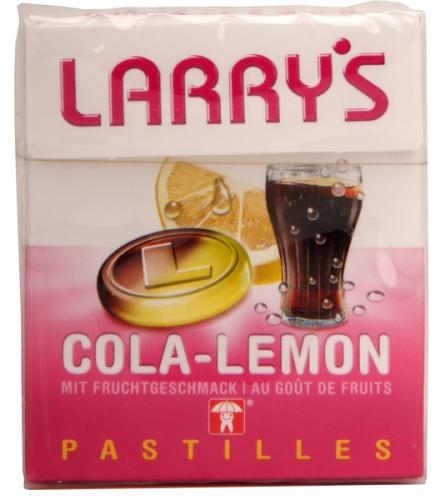 LARRY'S
L
COLA-LEMON
MIT FRUCHTGESCHMACK | AU GOÛT DE FRUITS
®
PASTILLES